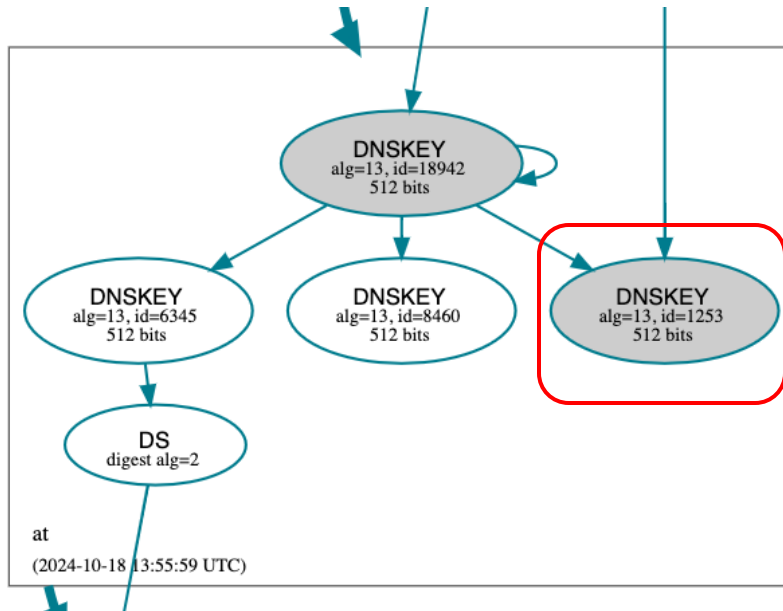 DNSKEY
alg=13, id=18942
512 bits
DNSKEY
alg=13, id=6345
512 bits
DNSKEY
alg=13, id=8460
512 bits
DNSKEY
alg=13, id=1253
512 bits
DS
digest alg=2
at
(2024-10-18 13:55:59 UTC)